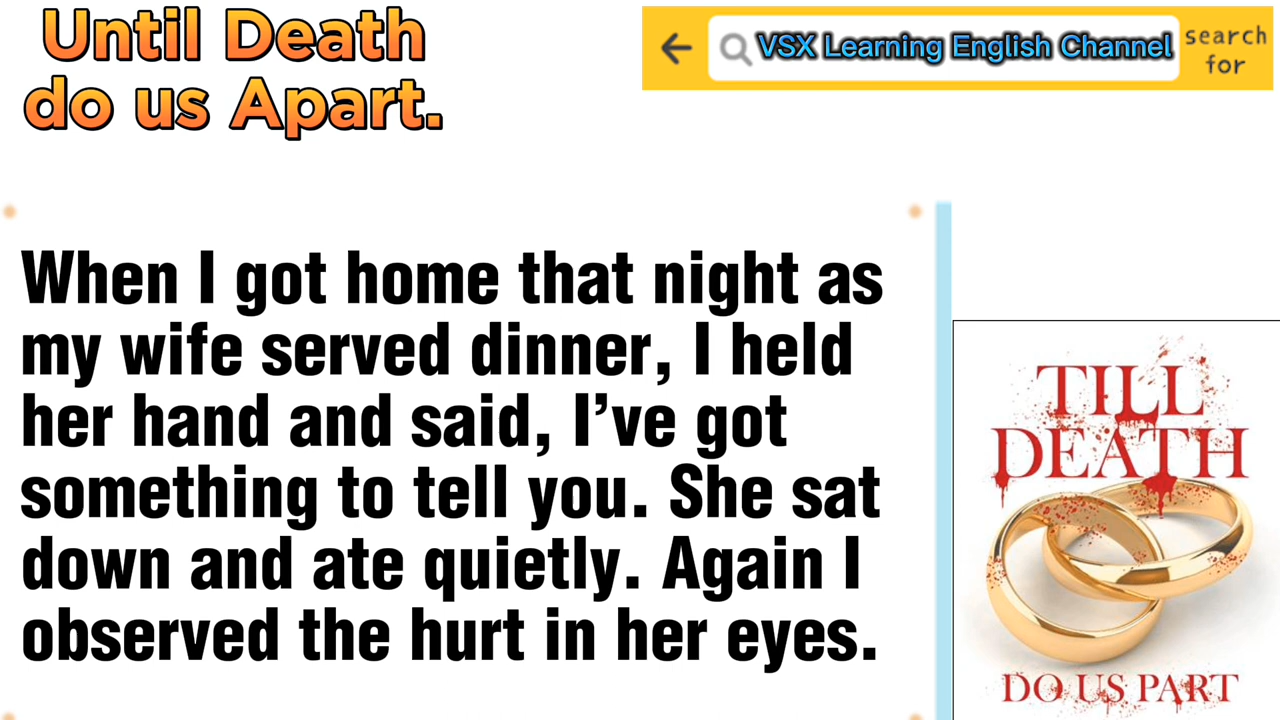 Until Death
do us Apart.
VSX Learning English Channel
search
for
When I got home that night as
my wife served dinner, I held
her hand and said, I’ve got
something to tell you. She sat
down and ate quietly. Again I
observed the hurt in her eyes.
TILL
DEATH
DO US PART